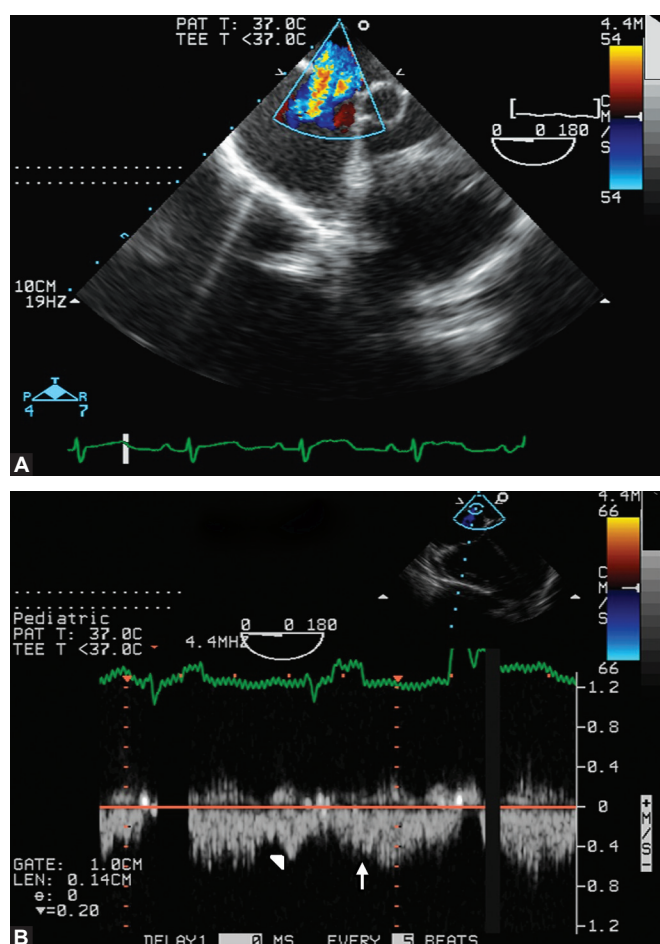 PAT T: 37.0C
TEE T <37.0C
4.4M
54
CM/S
0 0 180
54
10CM
19HZ
T
P R
4 7
A
4.4M
66
CM/S
0 0 180
Pediatric
PAT T: 37.0C
TEE T <37.0C
4.4MHZ
66
1.2
0.8
0.4
0
+M/S-
0.4
GATE: 1.0CM
LEN: 0.14CM
θ: 0
▼=0.20
0.8
1.2
B
DELAY1 0 MS EVERY 5 BEATS